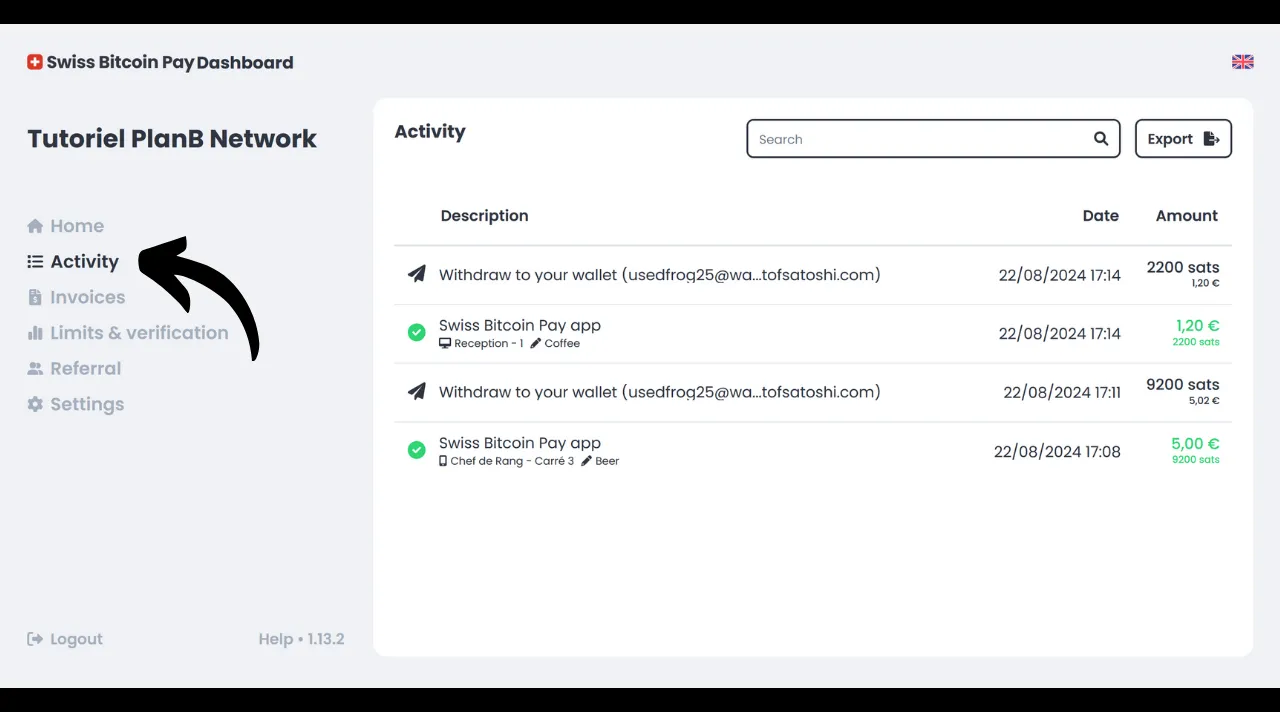 Swiss Bitcoin Pay Dashboard
Tutoriel PlanB Network
Home
Activity
Invoices
Limits & verification
Referral
Settings
Logout
Help • 1.13.2
Activity
Search
Export
Description Date Amount
Withdraw to your wallet (usedfrog25@wa...tofsatoshi.com) 22/08/2024 17:14 2200 sats
1,20 €
Swiss Bitcoin Pay app 22/08/2024 17:14 1,20 €
Reception - 1 Coffee 2200 sats
Withdraw to your wallet (usedfrog25@wa...tofsatoshi.com) 22/08/2024 17:11 9200 sats
5,02 €
Swiss Bitcoin Pay app 22/08/2024 17:08 5,00 €
Chef de Rang - Carré 3 Beer 9200 sats